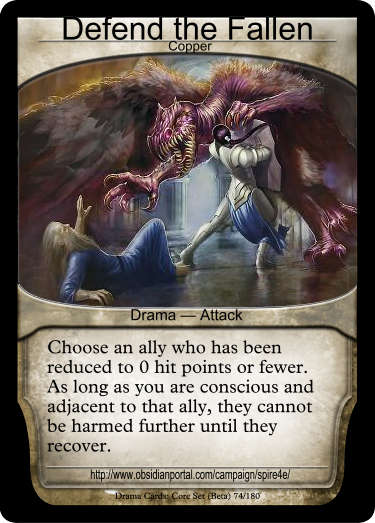 Defend the Fallen
Copper
Drama — Attack
Choose an ally who has been
reduced to 0 hit points or fewer.
As long as you are conscious and
adjacent to that ally, they cannot
be harmed further until they
recover.
http://www.obsidianportal.com/campaign/spire4e/
Drama Cards: Core Set (Beta) 74/180